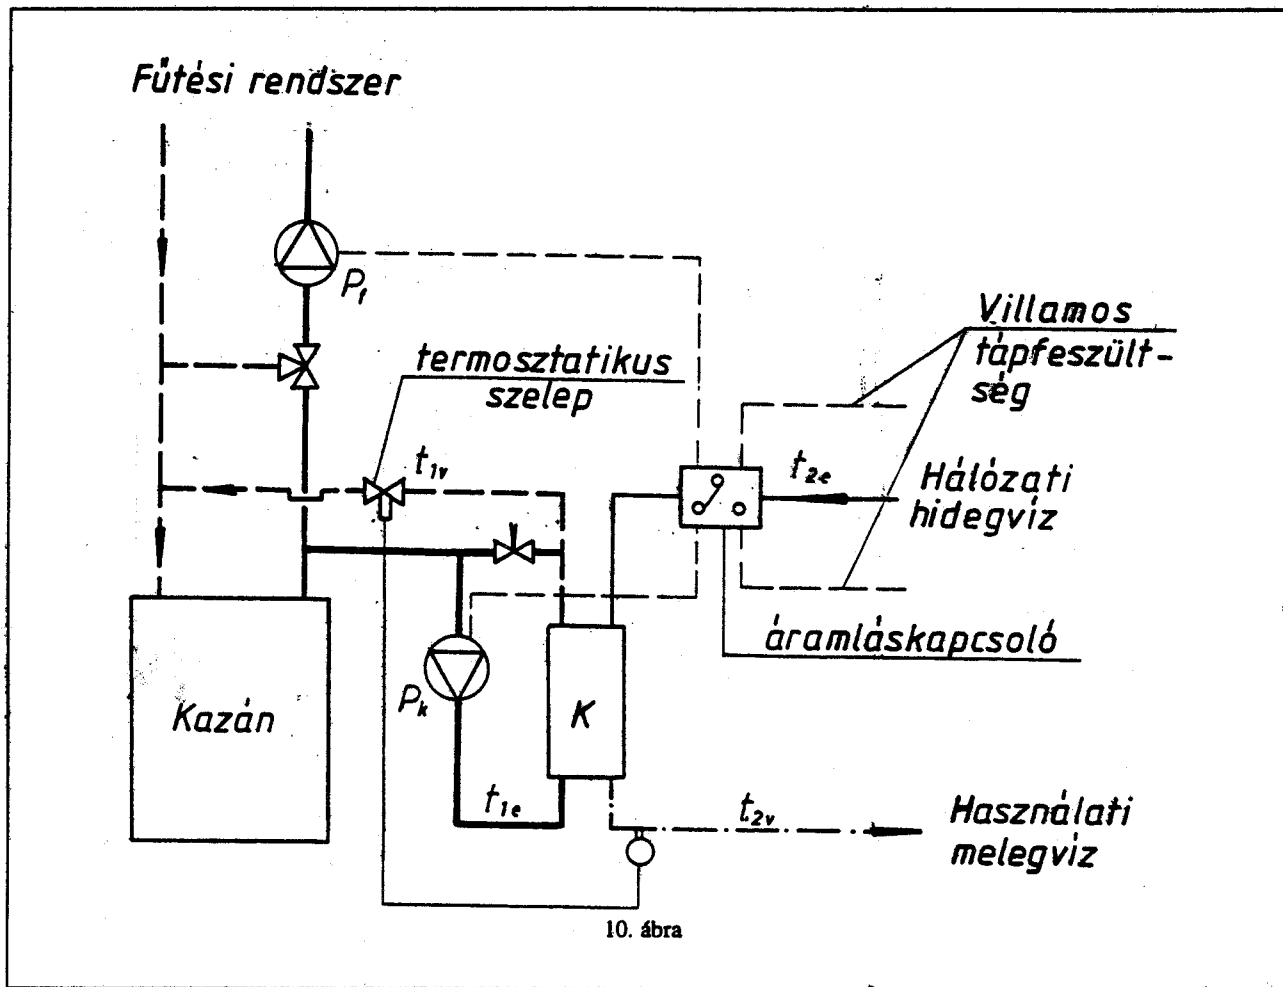 Fűtési rendszer
Pf
termosztatikus
szelep
t1v
Villamos
tápfeszült-
ség
t2e
Hálózati
hidegvíz
áramláskapcsoló
Kazán
Pk
K
t1e
t2v
Használati
melegvíz
10. ábra